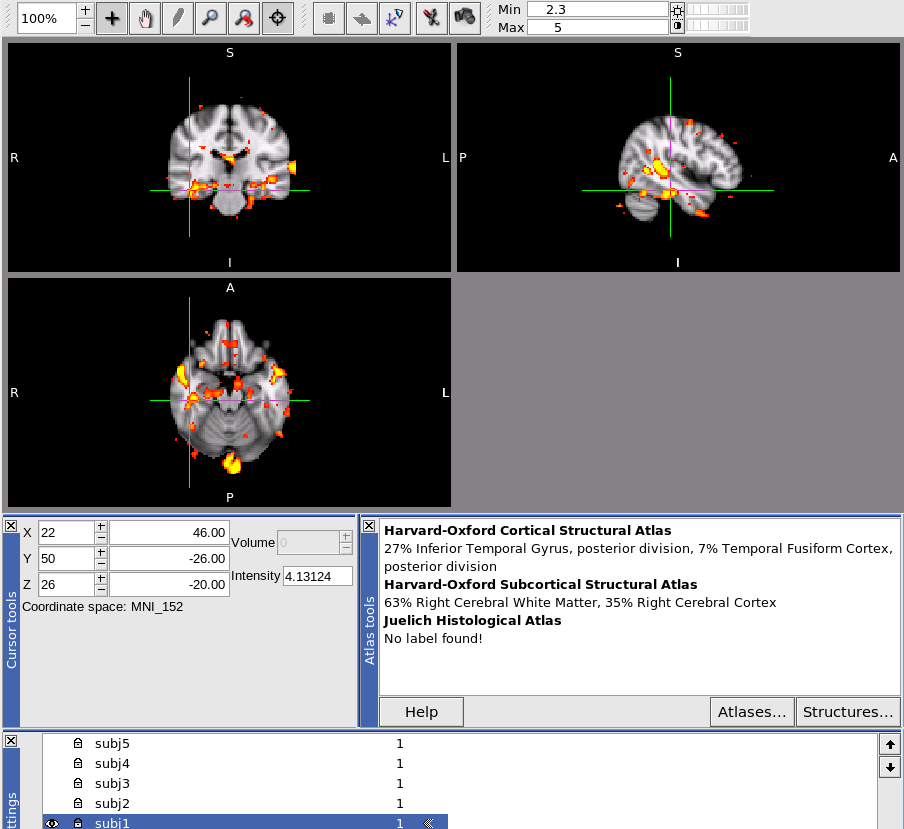 100%
Min 2.3
Max 5
S
R L
I
S
P A
I
A
R L
P
Cursor tools
X 22 46.00
Y 50 -26.00
Z 26 -20.00
Volume 0
Intensity 4.13124
Coordinate space: MNI_152
Atlas tools
Harvard-Oxford Cortical Structural Atlas
27% Inferior Temporal Gyrus, posterior division, 7% Temporal Fusiform Cortex,
posterior division
Harvard-Oxford Subcortical Structural Atlas
63% Right Cerebral White Matter, 35% Right Cerebral Cortex
Juelich Histological Atlas
No label found!
Help Atlases... Structures...
ttings
subj5 1
subj4 1
subj3 1
subj2 1
subj1 1